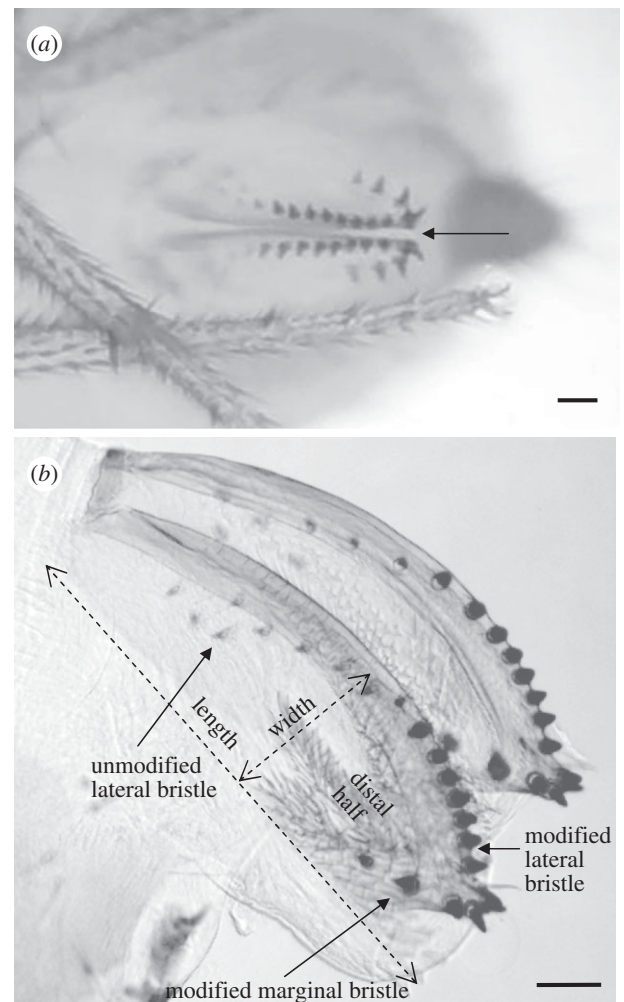 (a)
(b)
length
width
unmodified
lateral bristle
distal
half
modified
lateral
bristle
modified marginal bristle